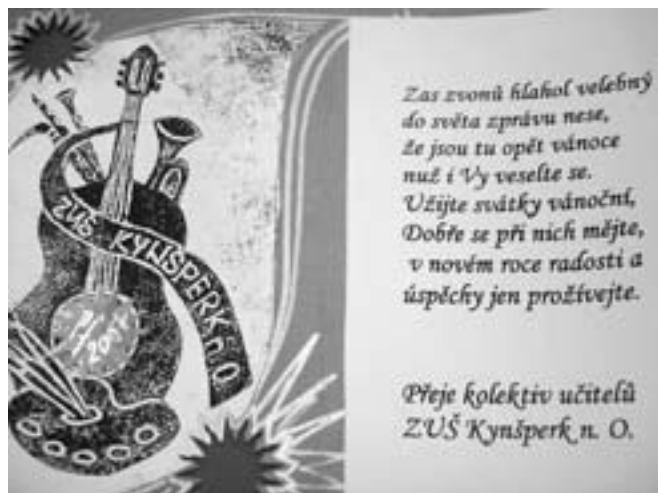 ZUŠ KYNŠPERK n. O.
Zas zvonů hlahol velebný
do světa zprávu nese,
že jsou tu opět vánoce
nuž i Vy veselte se.
Užijte svátky vánoční,
Dobře se při nich mějte,
v novém roce radosti a
úspěchy jen prožívejte.
Přeje kolektiv učitelů
ZUŠ Kynšperk n. O.